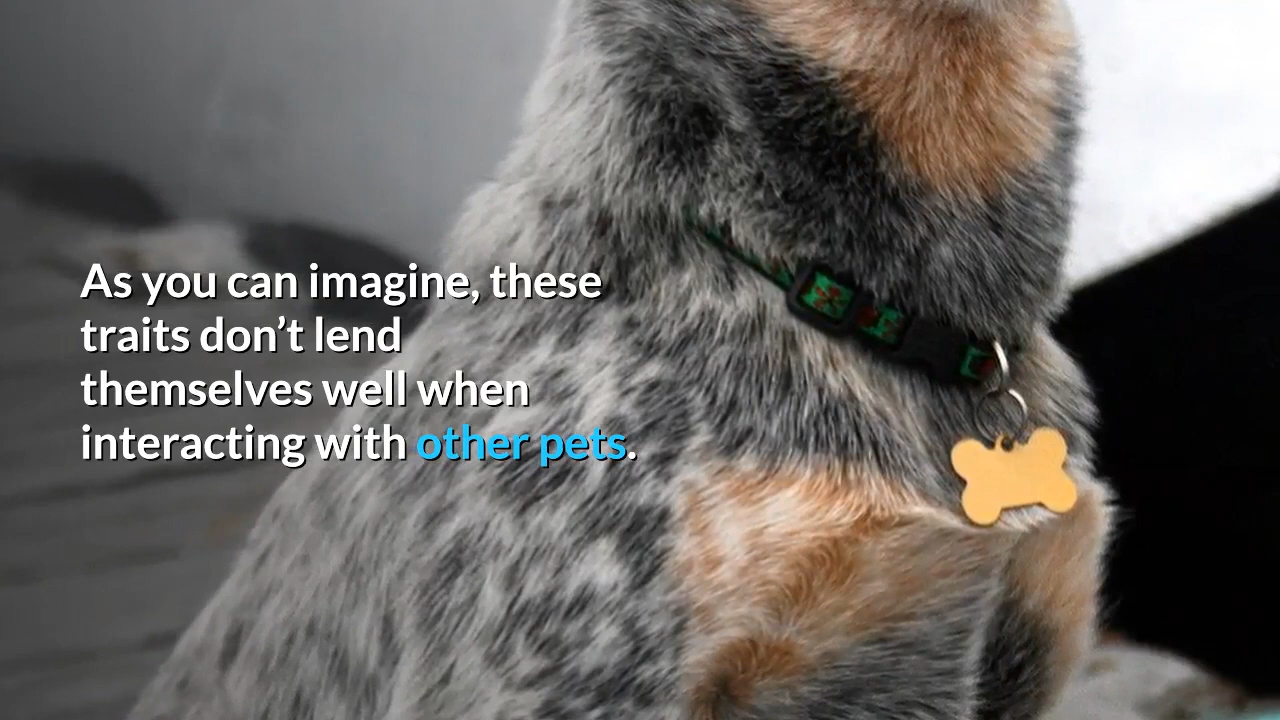 As you can imagine, these
traits don’t lend
themselves well when
interacting with other pets.